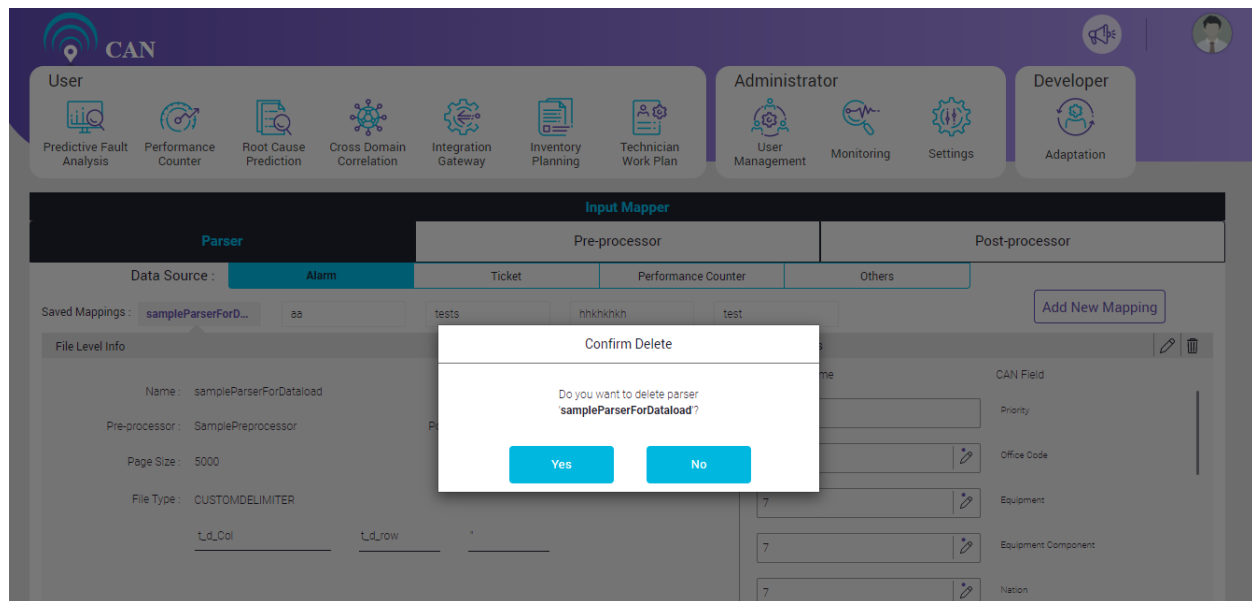 CAN
User
Administrator
Developer
Predictive Fault Analysis
Performance Counter
Root Cause Prediction
Cross Domain Correlation
Integration Gateway
Inventory Planning
Technician Work Plan
User Management
Monitoring
Settings
Adaptation
Input Mapper
Parser
Pre-processor
Post-processor
Data Source :
Alarm
Ticket
Performance Counter
Others
Saved Mappings :
sampleParserForD...
aa
tests
hhkhkhkh
test
Add New Mapping
File Level Info
Confirm Delete
Do you want to delete parser
'sampleParserForDataload'?
Yes
No
Name : sampleParserForDataload
Pre-processor : SamplePreprocessor
Page Size : 5000
File Type : CUSTOMDELIMITER
t_d_Col
t_d_row
"
CAN Field
Priority
Office Code
7
Equipment
7
Equipment Component
7
Nation